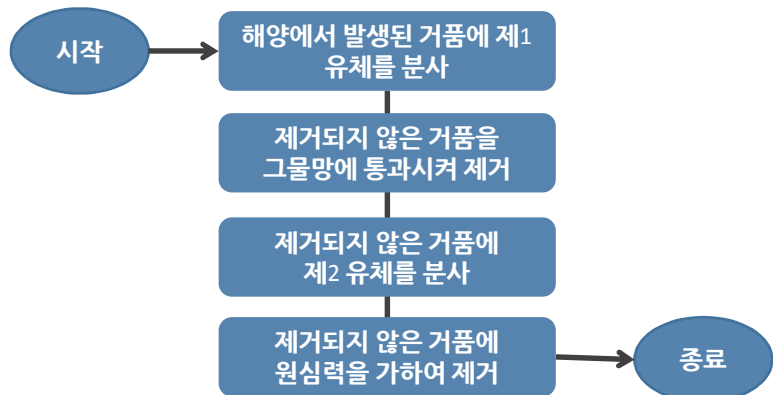 시작
해양에서 발생된 거품에 제1
유체를 분사
제거되지 않은 거품을
그물망에 통과시켜 제거
제거되지 않은 거품에
제2 유체를 분사
제거되지 않은 거품에
원심력을 가하여 제거
종료